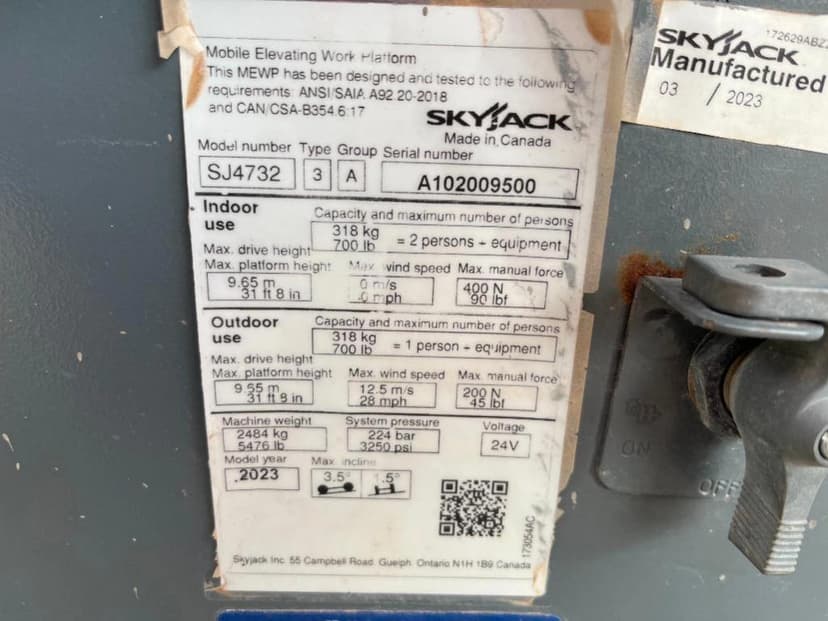 Mobile Elevating Work Platform
This MEWP has been designed and tested to the following
requirements: ANSI/SAIA A92.20-2018
and CAN/CSA-B354.6:17
SKYJACK
Made in Canada
Model number Type Group Serial number
SJ4732 3 A A102009500
Indoor use
Capacity and maximum number of persons
318 kg
700 lb = 2 persons + equipment
Max. drive height
Max. platform height Max. wind speed Max. manual force
9.65 m 0 m/s 400 N
31 ft 8 in 0 mph 90 lbf
Outdoor use
Capacity and maximum number of persons
318 kg
700 lb = 1 person + equipment
Max. drive height
Max. platform height Max. wind speed Max. manual force
9.65 m 12.5 m/s 200 N
31 ft 8 in 28 mph 45 lbf
Machine weight System pressure Voltage
2484 kg 224 bar 24V
5476 lb 3250 psi
Model year Max. incline
2023 3.5° 1.5°
173054AC
Skyjack Inc. 55 Campbell Road. Guelph. Ontario N1H 1B9 Canada
SKYJACK
Manufactured
03 / 2023
ON
OFF